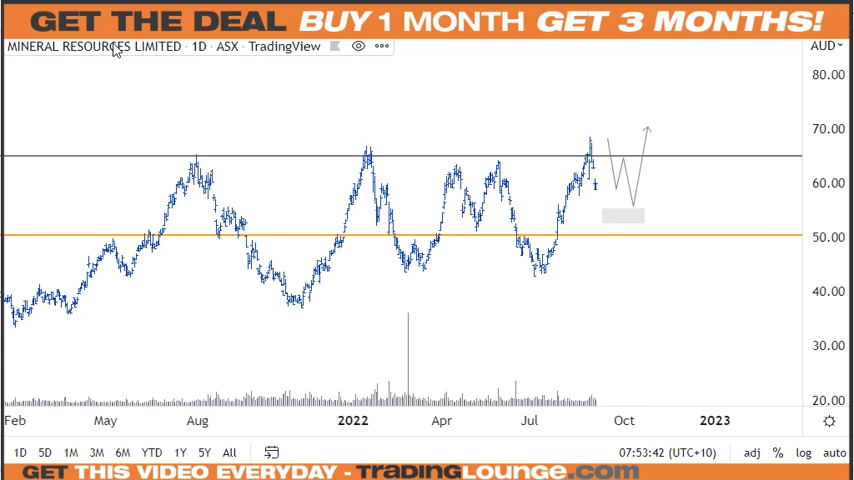 GET THE DEAL BUY 1 MONTH GET 3 MONTHS!
MINERAL RESOURCES LIMITED · 1D · ASX · TradingView
AUD
80.00
70.00
60.00
50.00
40.00
30.00
20.00
Feb May Aug 2022 Apr Jul Oct 2023
1D 5D 1M 3M 6M YTD 1Y 5Y All 07:53:42 (UTC+10) adj % log auto
GET THIS VIDEO EVERYDAY - TradingLounge.com